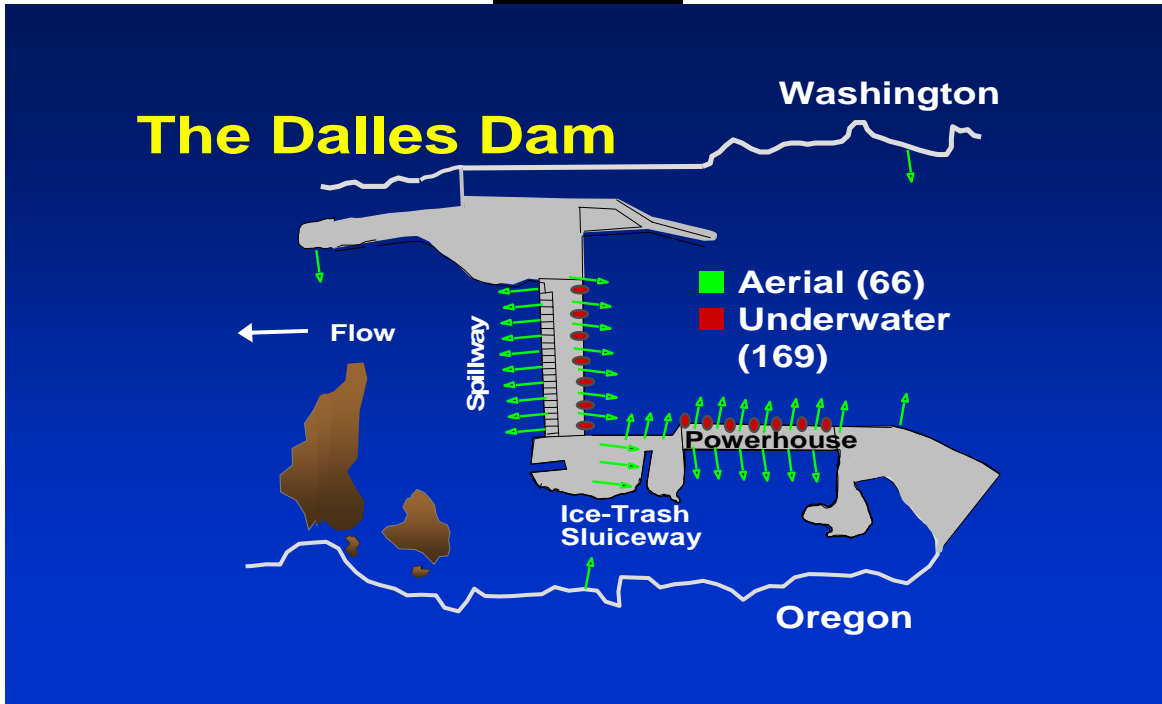 Washington
The Dalles Dam
Aerial (66)
Underwater
(169)
Flow
Spillway
Powerhouse
Ice-Trash
Sluiceway
Oregon